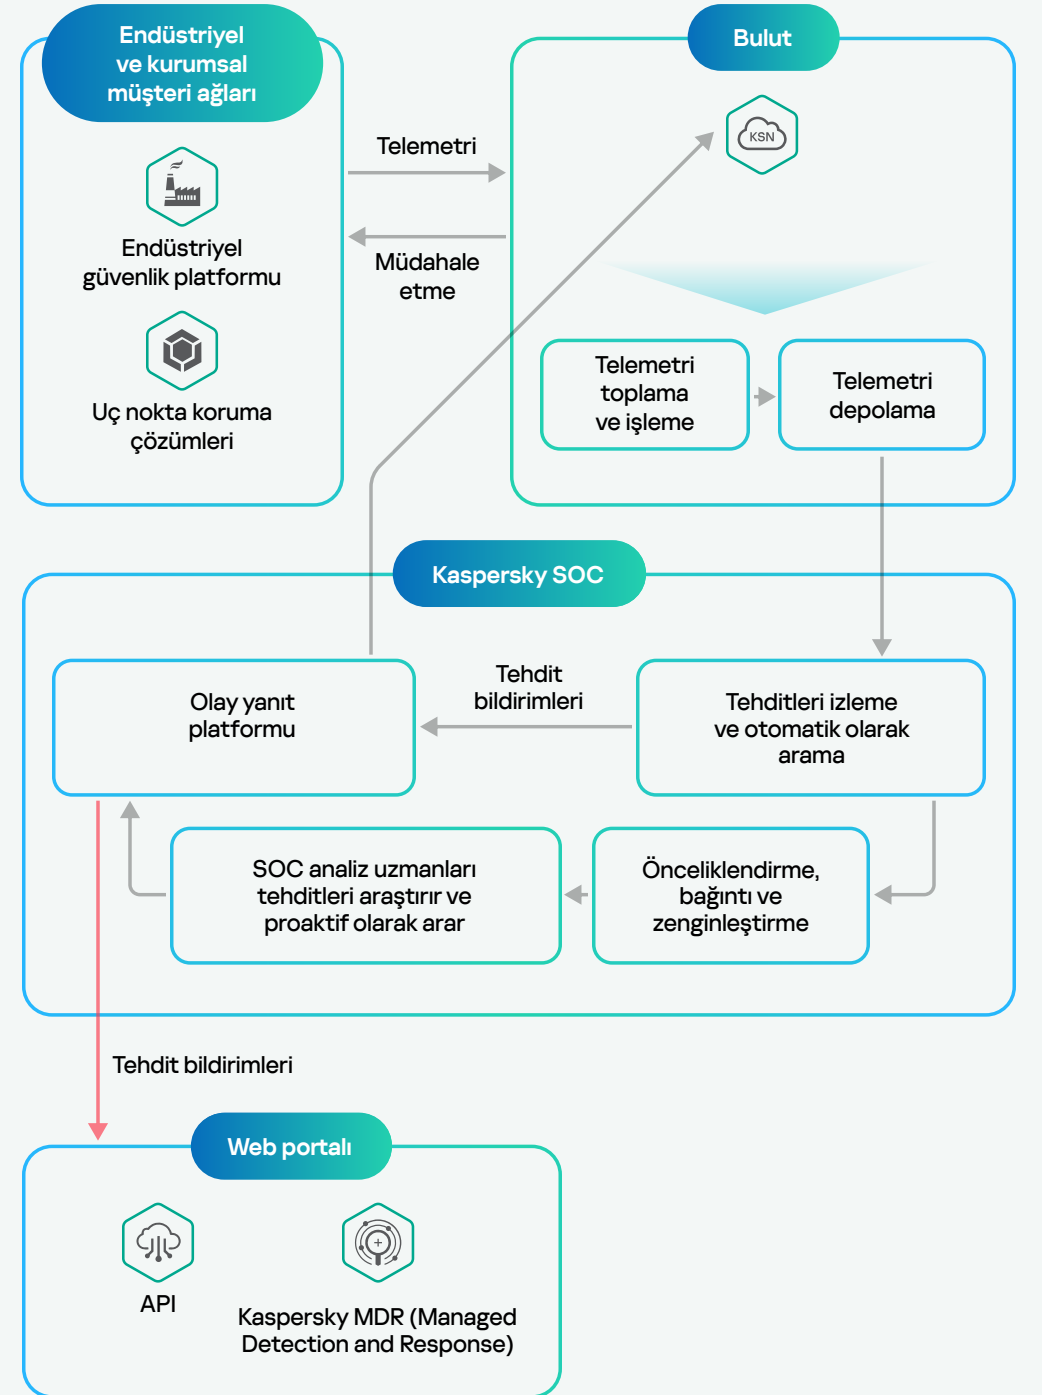 Endüstriyel
ve kurumsal
müşteri ağları
Endüstriyel
güvenlik platformu
Uç nokta koruma
çözümleri
Telemetri
Müdahale
etme
Bulut
KSN
Telemetri
toplama
ve işleme
Telemetri
depolama
Kaspersky SOC
Olay yanıt
platformu
Tehdit
bildirimleri
Tehditleri izleme
ve otomatik olarak
arama
SOC analiz uzmanları
tehditleri araştırır ve
proaktif olarak arar
Önceliklendirme,
bağıntı ve
zenginleştirme
Tehdit bildirimleri
Web portalı
API
Kaspersky MDR (Managed
Detection and Response)